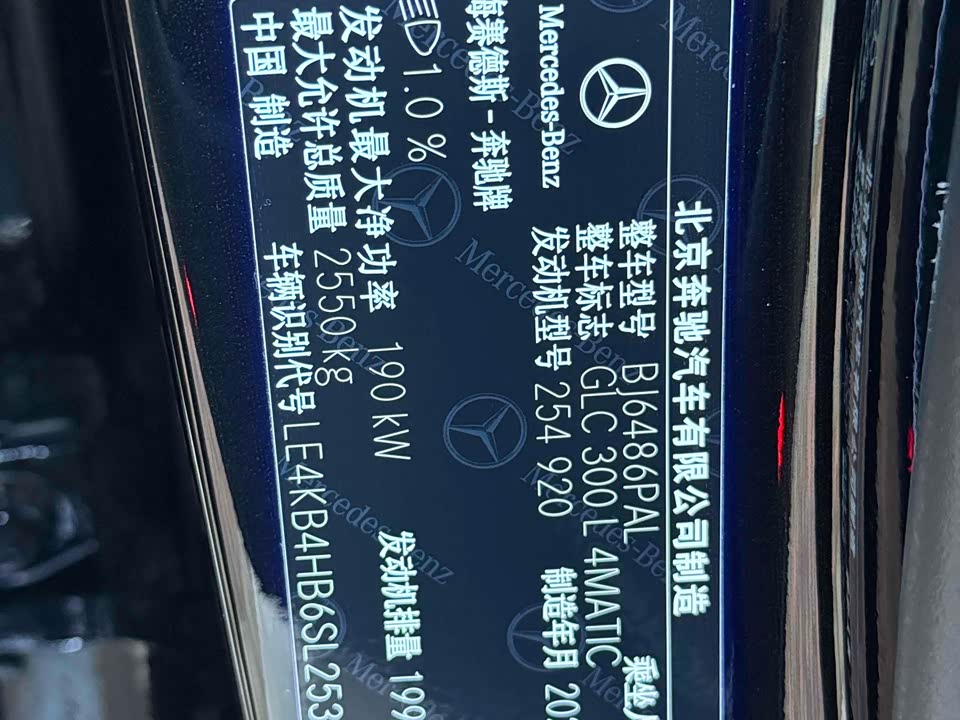 北京奔驰汽车有限公司制造
Mercedes-Benz
梅赛德斯-奔驰牌
整车型号 BJ6486PAL
乘坐
整车标志 GLC 300 L 4MATIC
发动机型号 254 920 制造年月 20
1.0 %
发动机最大净功率 190 kW 发动机排量 199
最大允许总质量 2550kg
中国 制造 车辆识别代号 LE4KB4HB6SL253